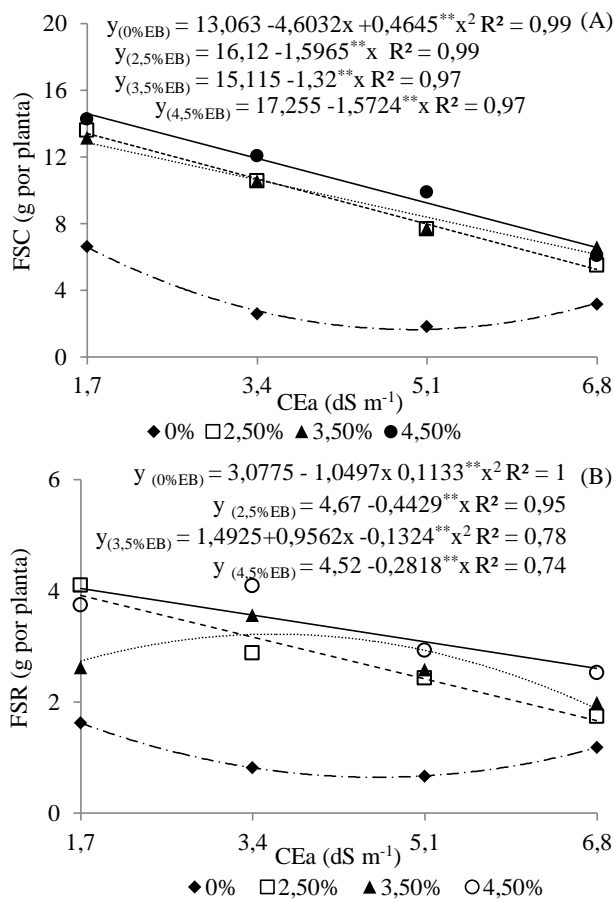 y(0%EB) = 13,063 -4,6032x +0,4645**x² R² = 0,99 (A)
y(2,5%EB) = 16,12 -1,5965**x R² = 0,99
y(3,5%EB) = 15,115 -1,32**x R² = 0,97
y(4,5%EB) = 17,255 -1,5724**x R² = 0,97
20
16
12
8
4
0
FSC (g por planta)
1,7 3,4 5,1 6,8
CEa (dS m⁻¹)
0% 2,50% 3,50% 4,50%
y (0%EB) = 3,0775 - 1,0497x 0,1133**x² R² = 1 (B)
y (2,5%EB) = 4,67 -0,4429**x R² = 0,95
y(3,5%EB) = 1,4925+0,9562x -0,1324**x² R² = 0,78
y (4,5%EB) = 4,52 -0,2818**x R² = 0,74
6
4
2
0
FSR (g por planta)
1,7 3,4 5,1 6,8
CEa (dS m⁻¹)
0% 2,50% 3,50% 4,50%